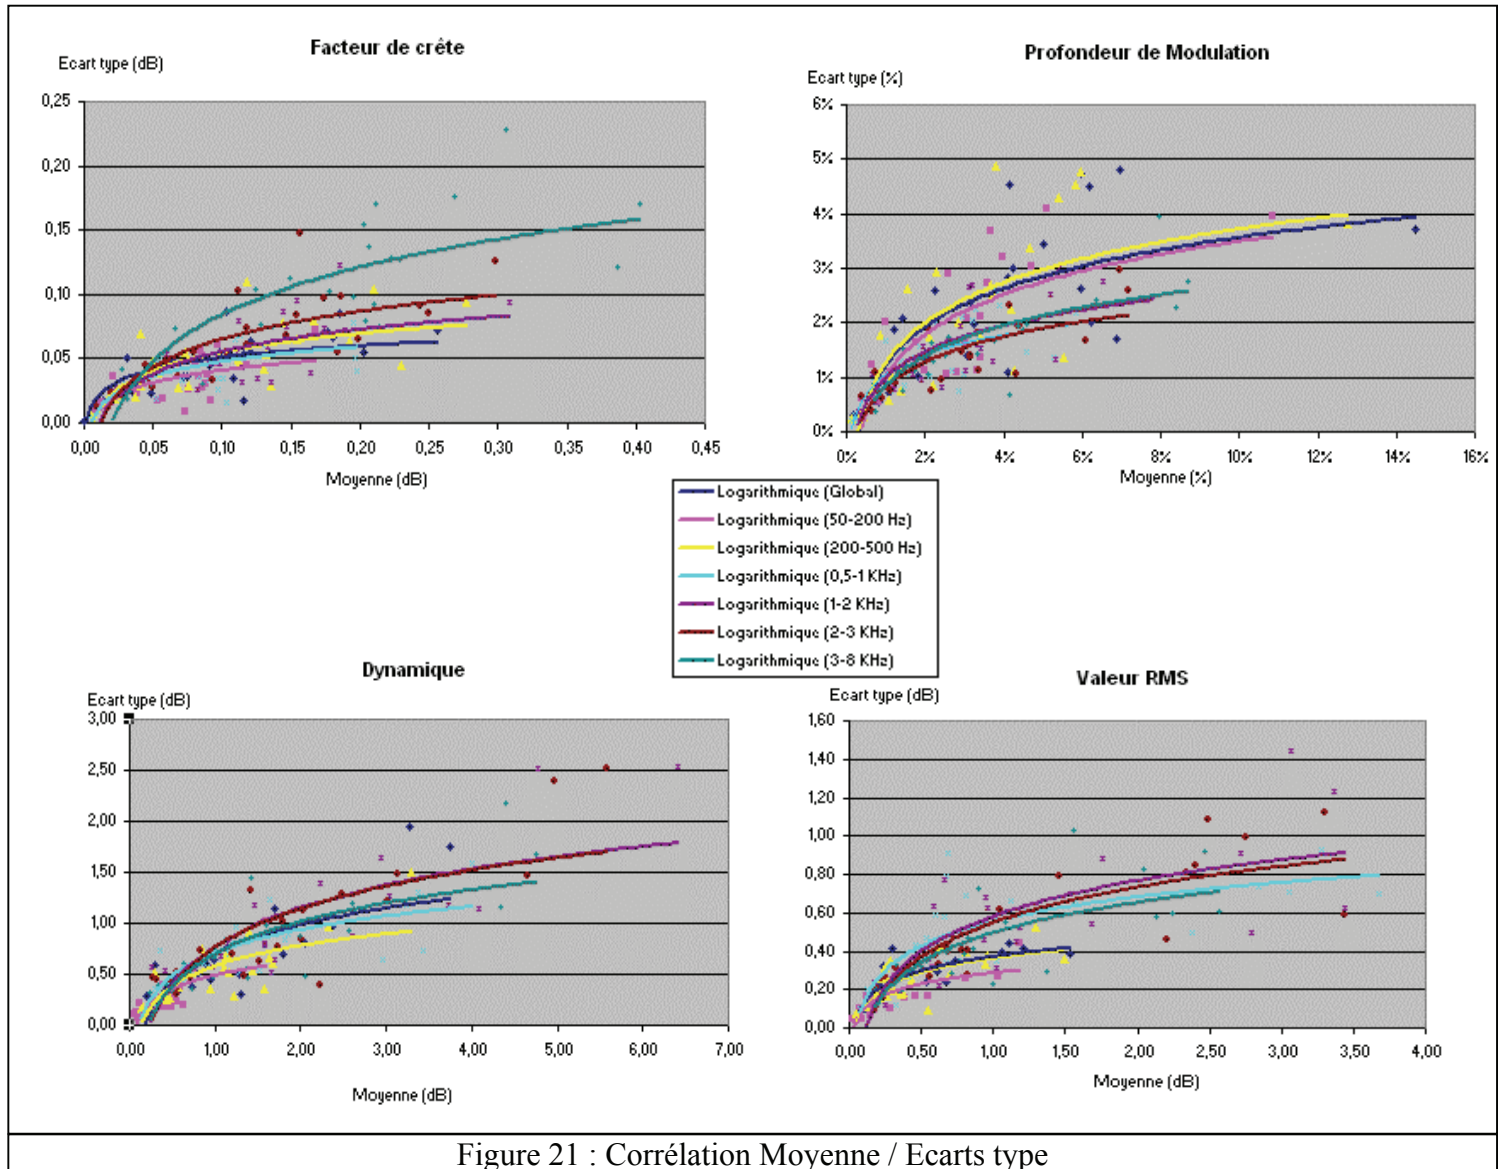 Facteur de crête
Ecart type (dB)
0,25
0,20
0,15
0,10
0,05
0,00
0,00 0,05 0,10 0,15 0,20 0,25 0,30 0,35 0,40 0,45
Moyenne (dB)
Profondeur de Modulation
Ecart type (%)
6%
5%
4%
3%
2%
1%
0%
0% 2% 4% 6% 8% 10% 12% 14% 16%
Moyenne (%)
Logarithmique (Global)
Logarithmique (50-200 Hz)
Logarithmique (200-500 Hz)
Logarithmique (0,5-1 KHz)
Logarithmique (1-2 KHz)
Logarithmique (2-3 KHz)
Logarithmique (3-8 KHz)
Dynamique
Ecart type (dB)
3,00
2,50
2,00
1,50
1,00
0,50
0,00
0,00 1,00 2,00 3,00 4,00 5,00 6,00 7,00
Moyenne (dB)
Valeur RMS
Ecart type (dB)
1,60
1,40
1,20
1,00
0,80
0,60
0,40
0,20
0,00
0,00 0,50 1,00 1,50 2,00 2,50 3,00 3,50 4,00
Moyenne (dB)
Figure 21 : Corrélation Moyenne / Ecarts type